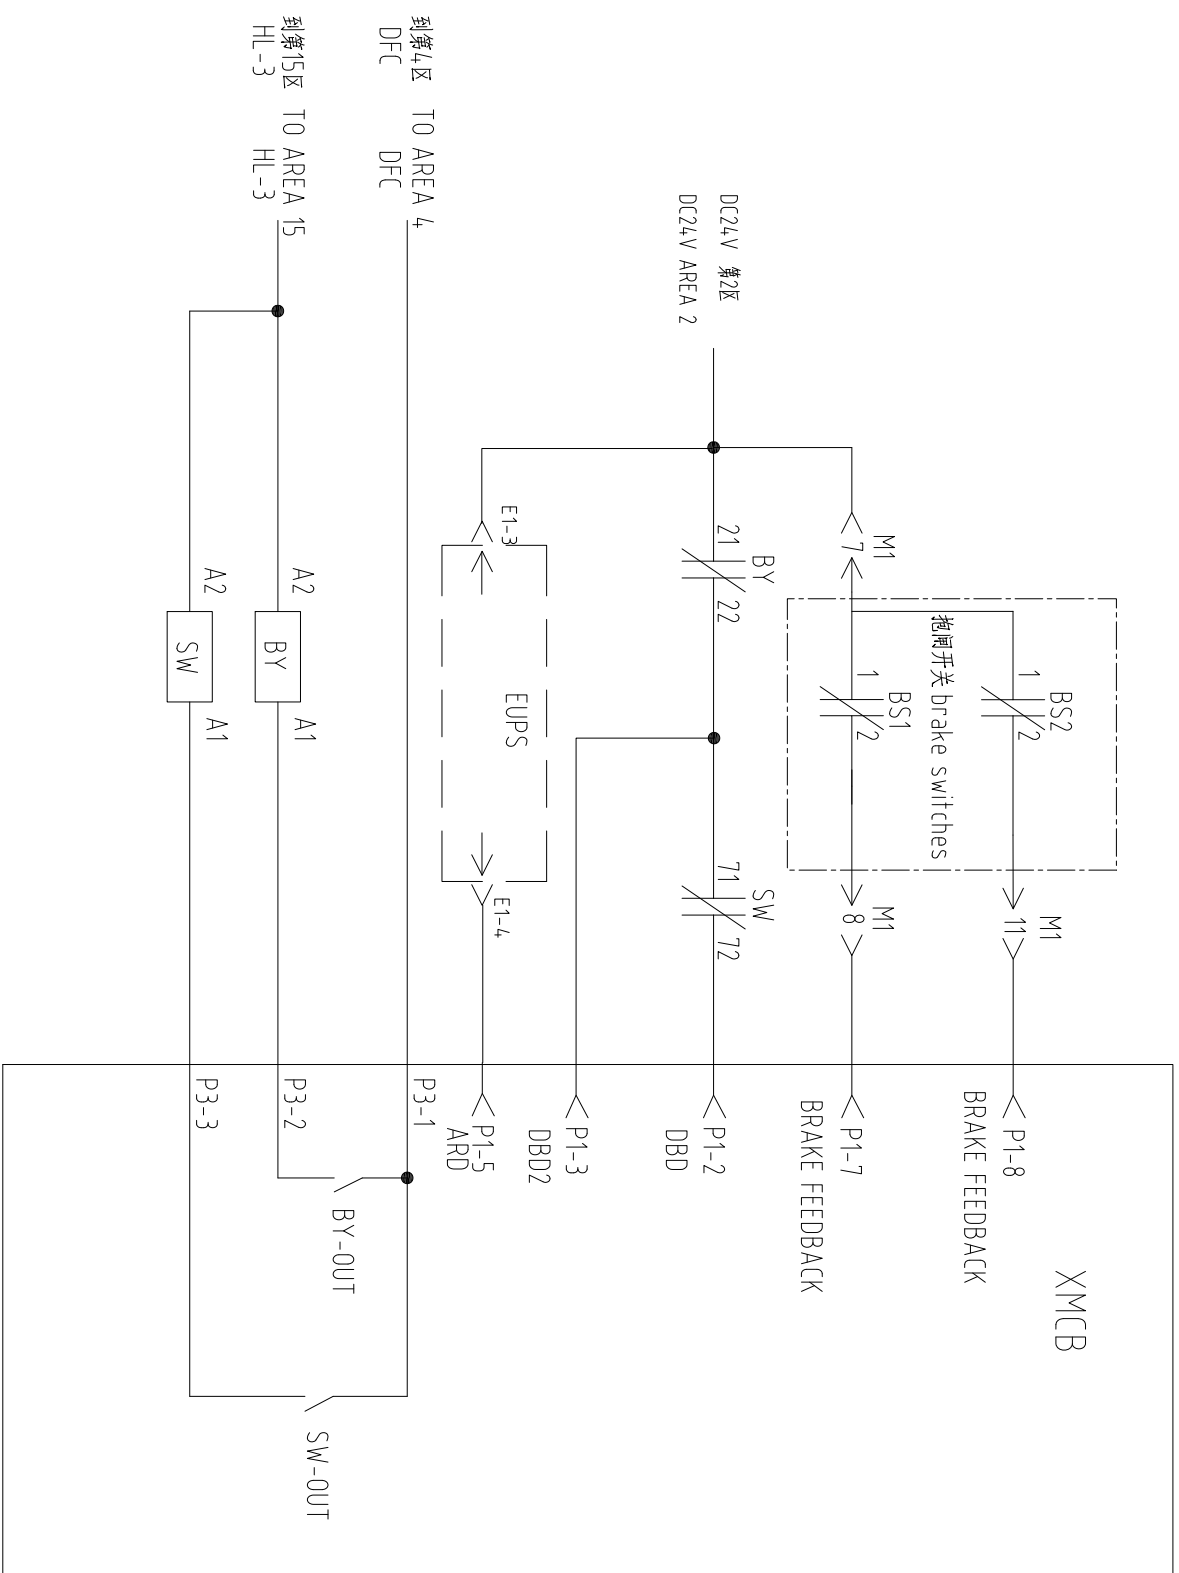 XMCB
BS2
1
2
M1
11
P1-8
BRAKE FEEDBACK
抱闸开关 brake switches
M1
7
BS1
1
2
M1
8
P1-7
BRAKE FEEDBACK
DC24V 第2区
DC24V AREA 2
BY
21
22
SW
71
72
P1-2
DBD
P1-3
DBD2
E1-3
EUPS
E1-4
P1-5
ARD
到第4区 TO AREA 4
DFC DFC
P3-1
到第15区 TO AREA 15
HL-3 HL-3
A2
BY
A1
P3-2
BY-OUT
A2
SW
A1
P3-3
SW-OUT